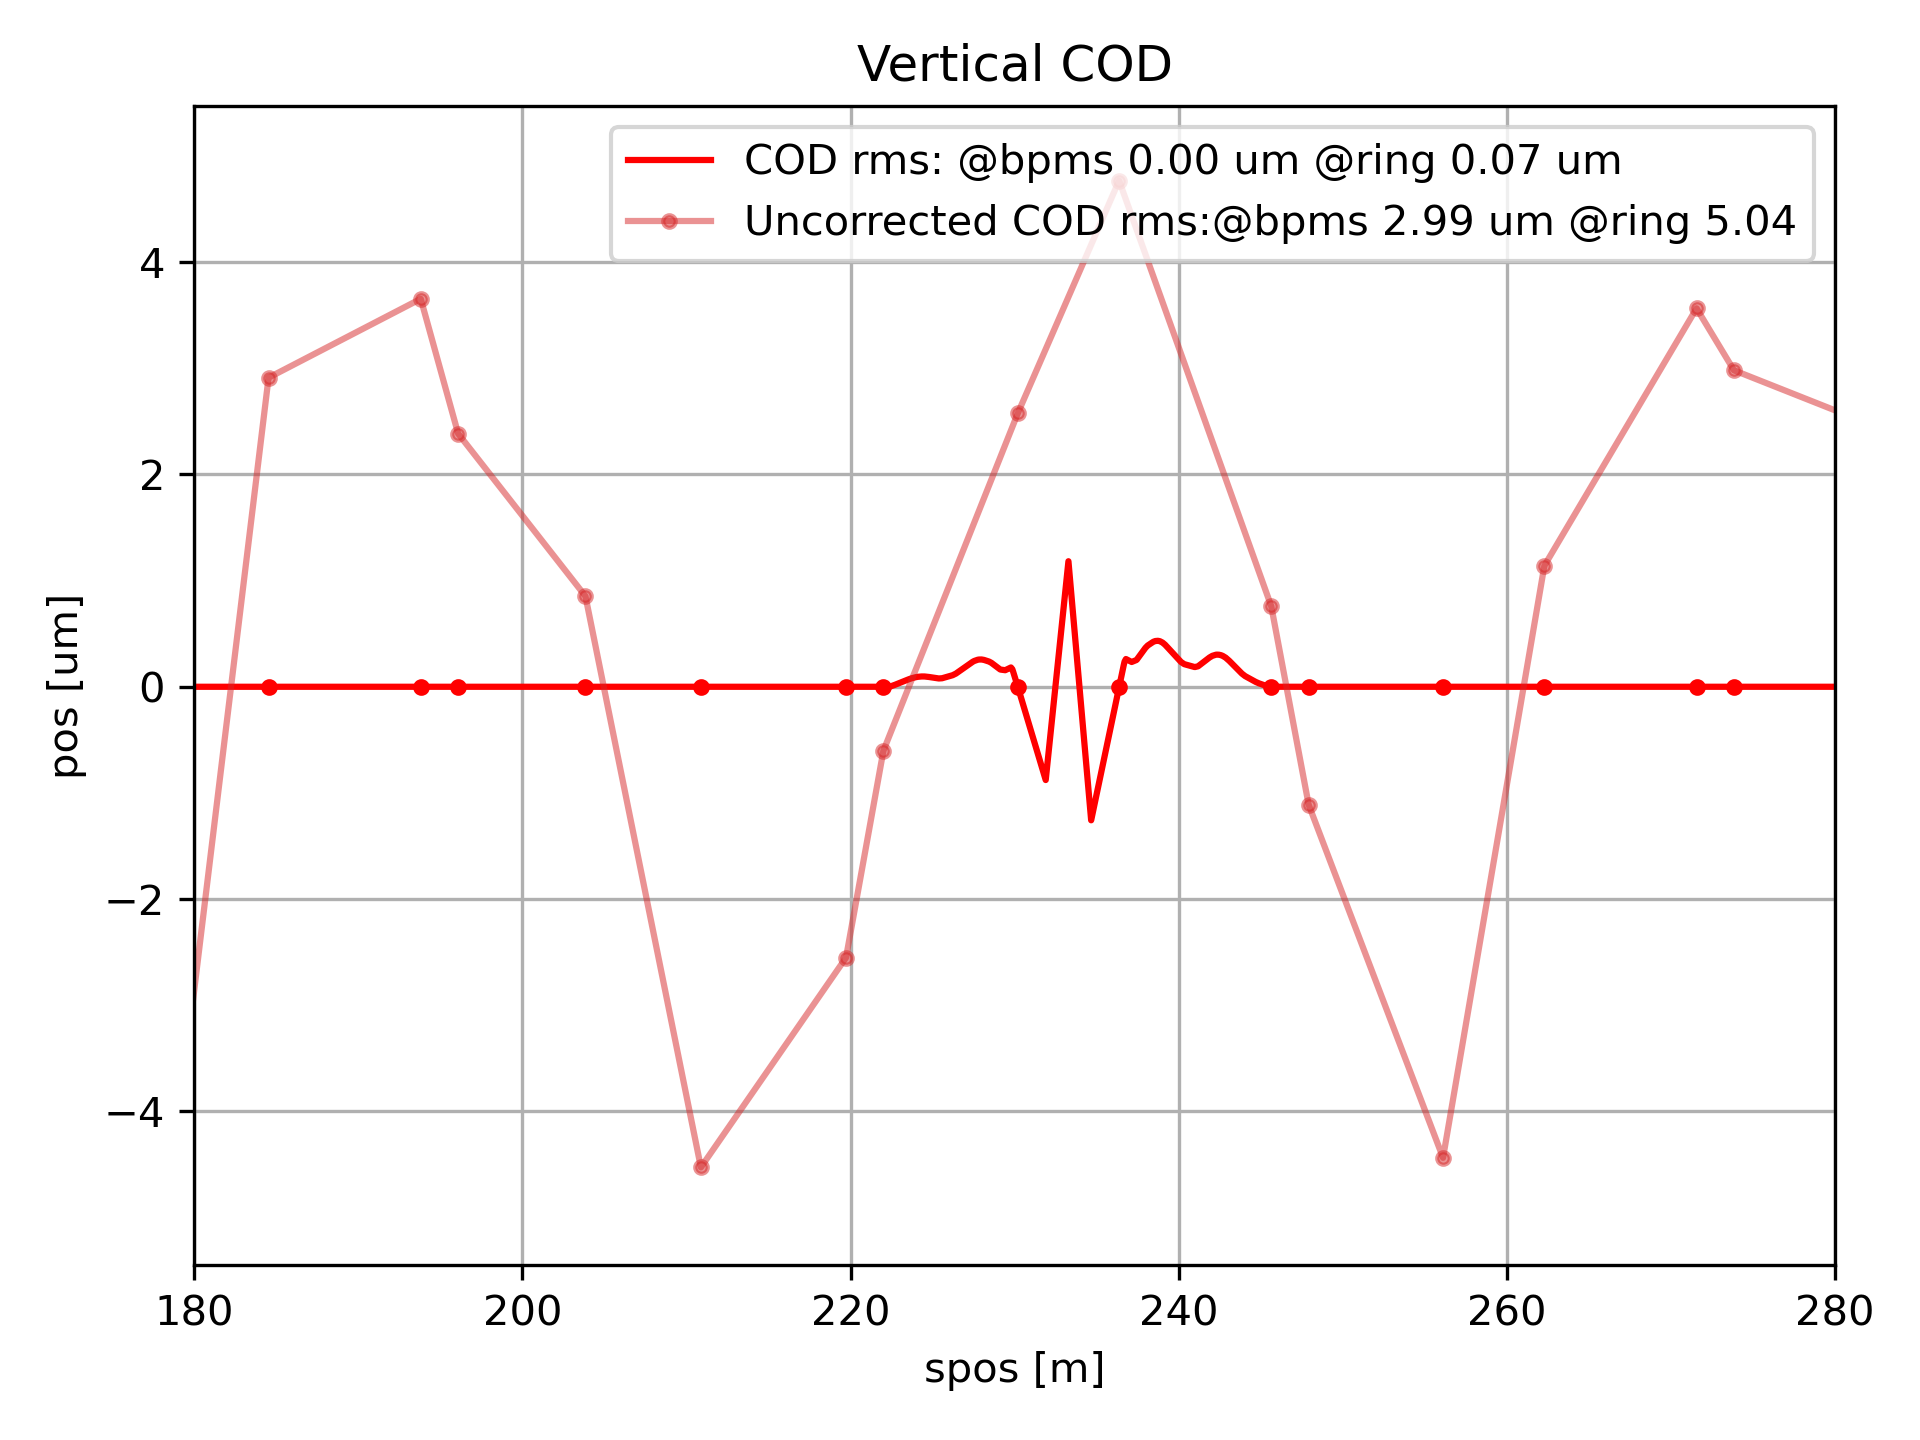 Vertical COD
COD rms: @bpms 0.00 um @ring 0.07 um
Uncorrected COD rms:@bpms 2.99 um @ring 5.04
pos [um]
4
2
0
−2
−4
180 200 220 240 260 280
spos [m]